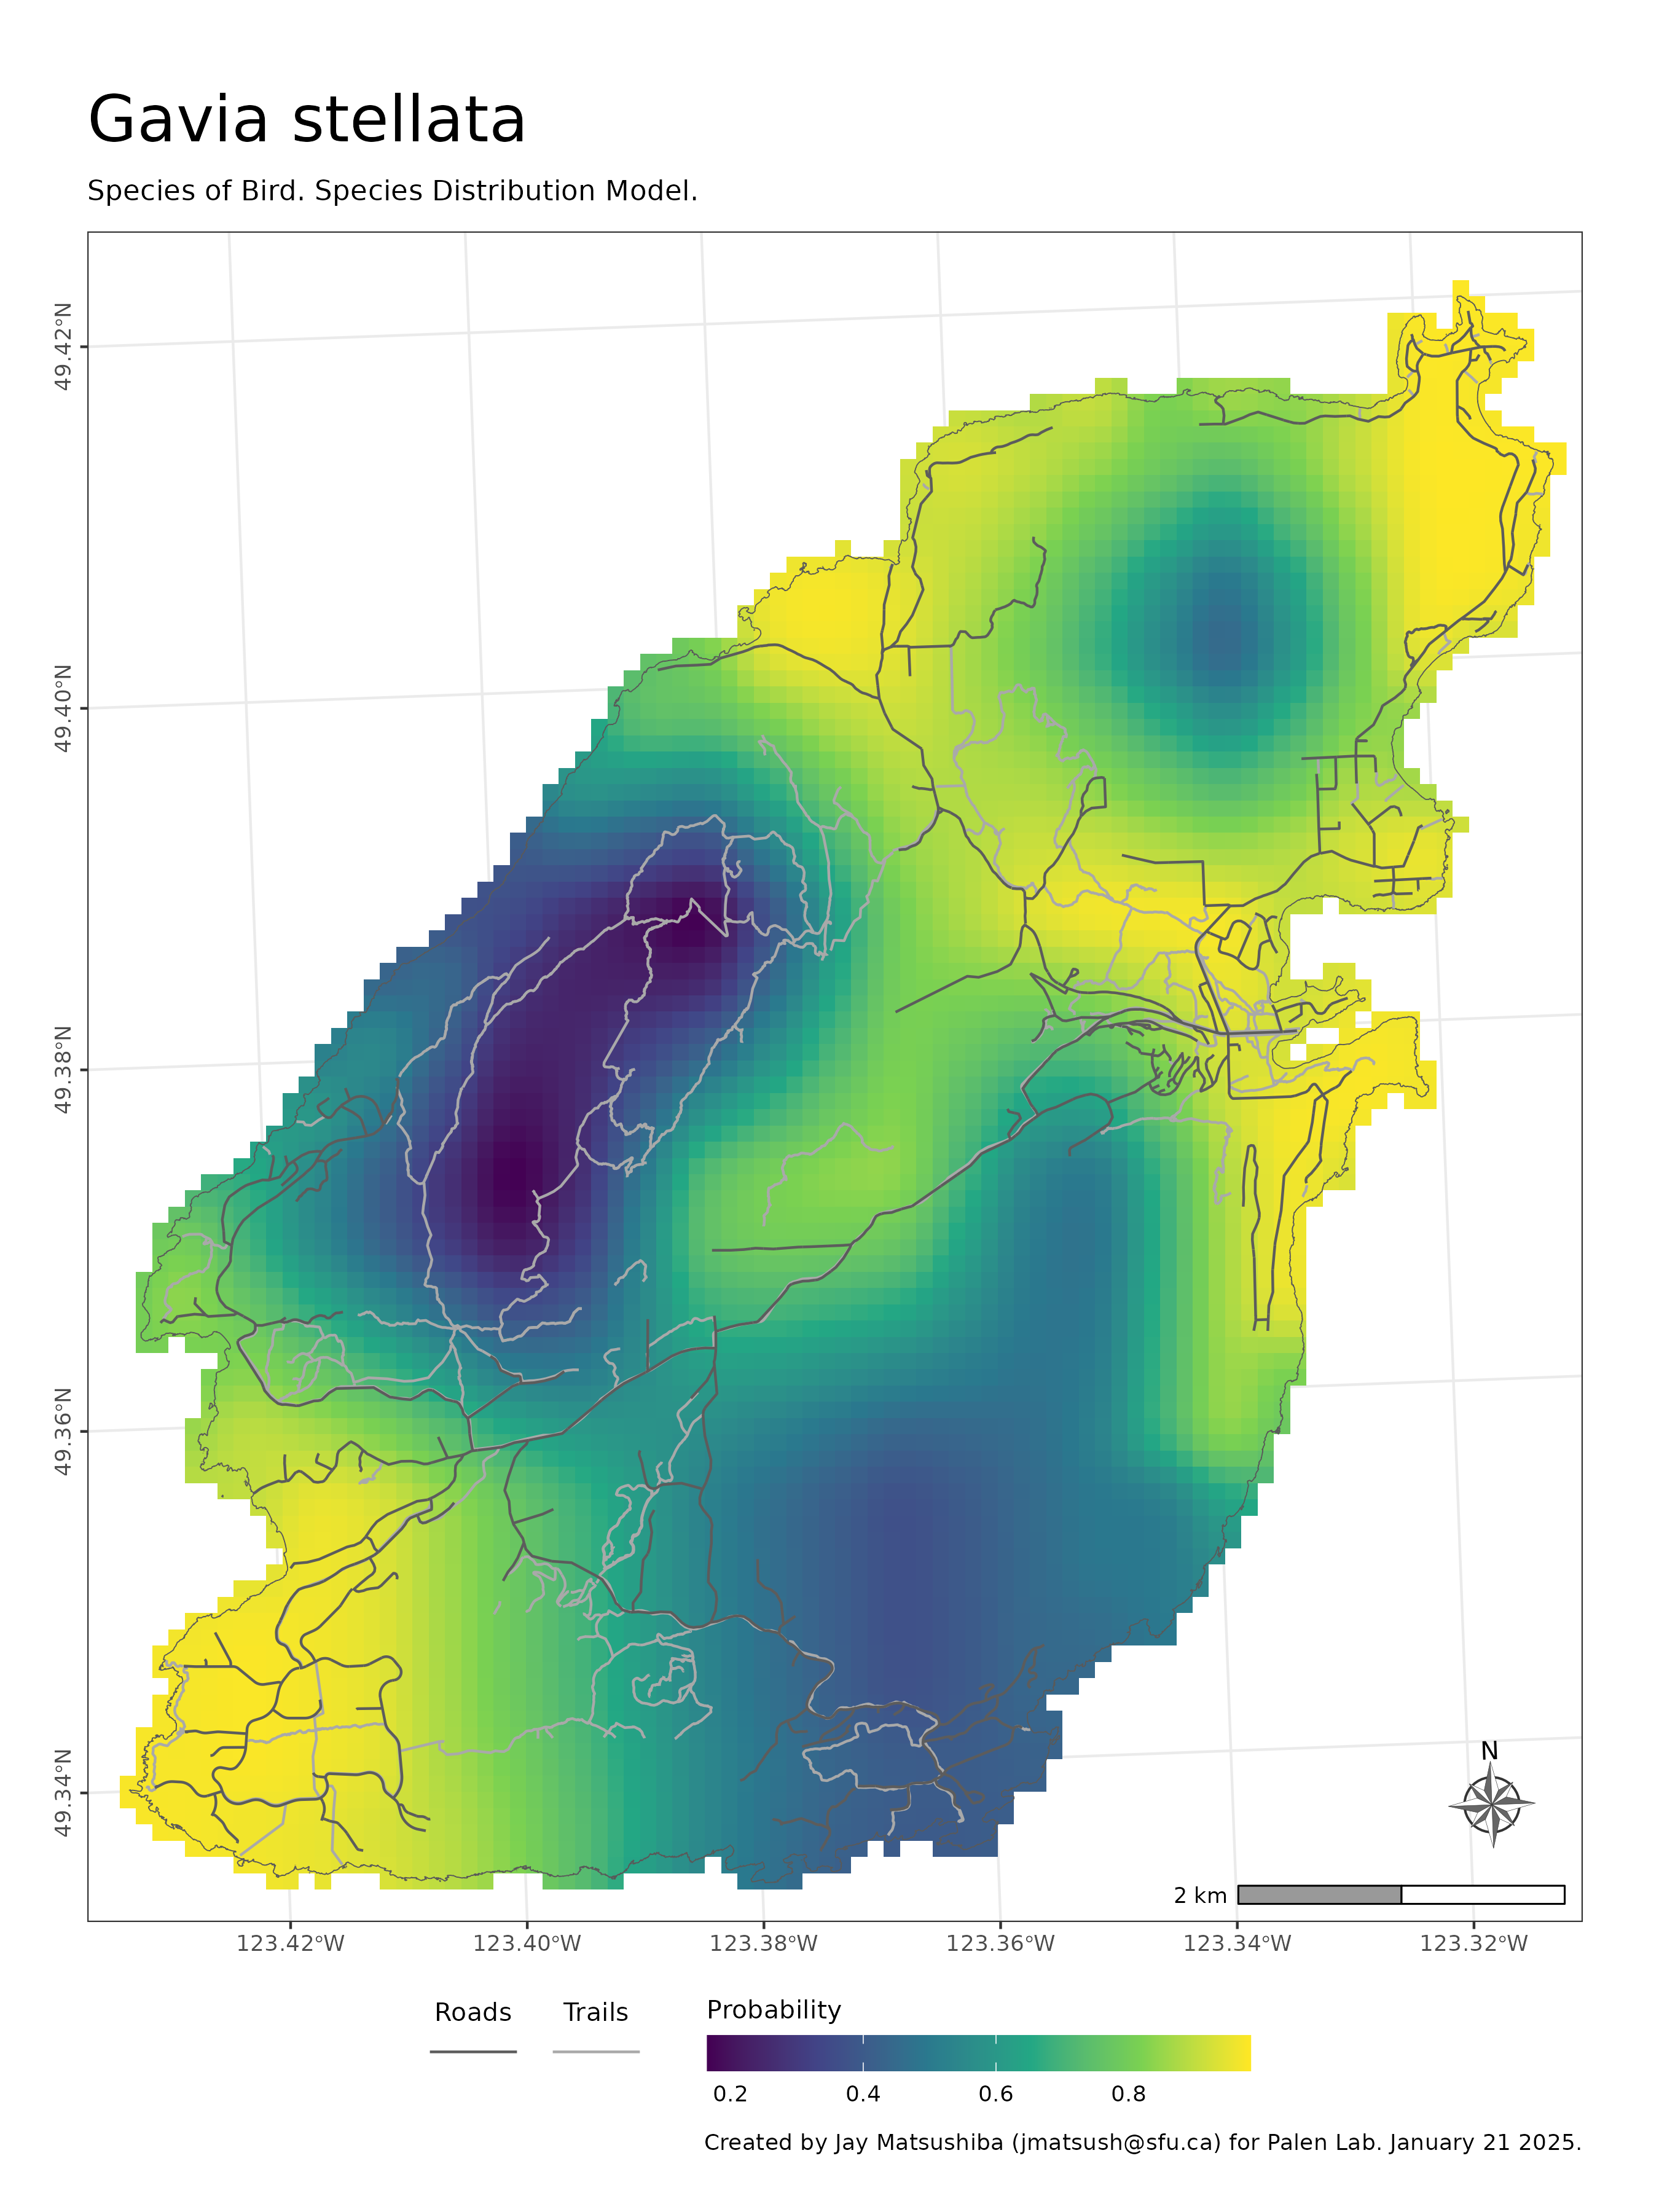 Gavia stellata
Species of Bird. Species Distribution Model.
49.42°N
49.40°N
49.38°N
49.36°N
49.34°N
N
2 km
123.42°W 123.40°W 123.38°W 123.36°W 123.34°W 123.32°W
Roads Trails Probability
0.2 0.4 0.6 0.8
Created by Jay Matsushiba (jmatsush@sfu.ca) for Palen Lab. January 21 2025.